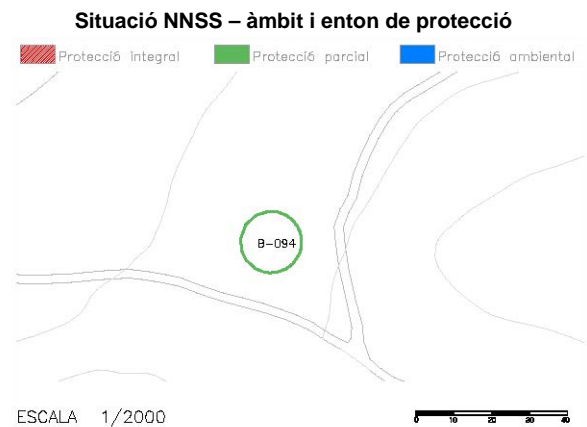 Situació NNSS – àmbit i enton de protecció
Protecció integral Protecció parcial Protecció ambiental
B-094
ESCALA 1/2000
0 10 20 30 40